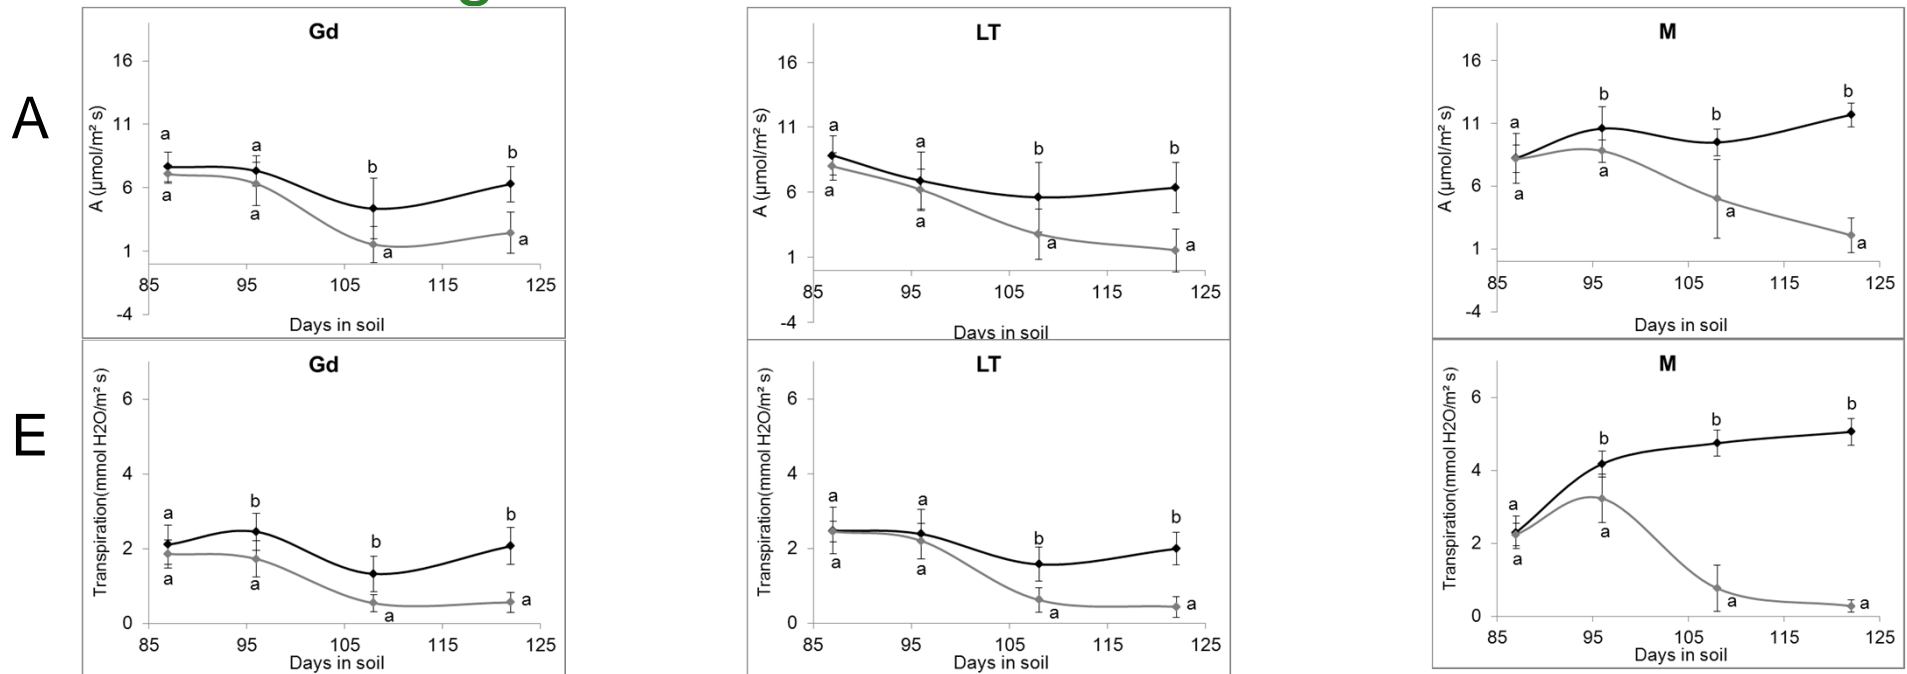 A
Gd
A (µmol/m² s)
16
11
6
1
-4
a
a
a
a
b
a
b
a
85
95
105
115
125
Days in soil
LT
A (µmol/m² s)
16
11
6
1
-4
a
a
a
a
b
a
b
a
85
95
105
115
125
Days in soil
M
A (µmol/m² s)
16
11
6
1
-4
a
a
b
a
b
a
b
a
85
95
105
115
125
Days in soil
E
Gd
Transpiration(mmol H2O/m² s)
6
4
2
0
a
a
b
a
b
a
b
a
85
95
105
115
125
Days in soil
LT
Transpiration(mmol H2O/m² s)
6
4
2
0
a
a
a
a
b
a
b
a
85
95
105
115
125
Days in soil
M
Transpiration(mmol H2O/m² s)
6
4
2
0
a
a
b
a
b
a
b
a
85
95
105
115
125
Days in soil